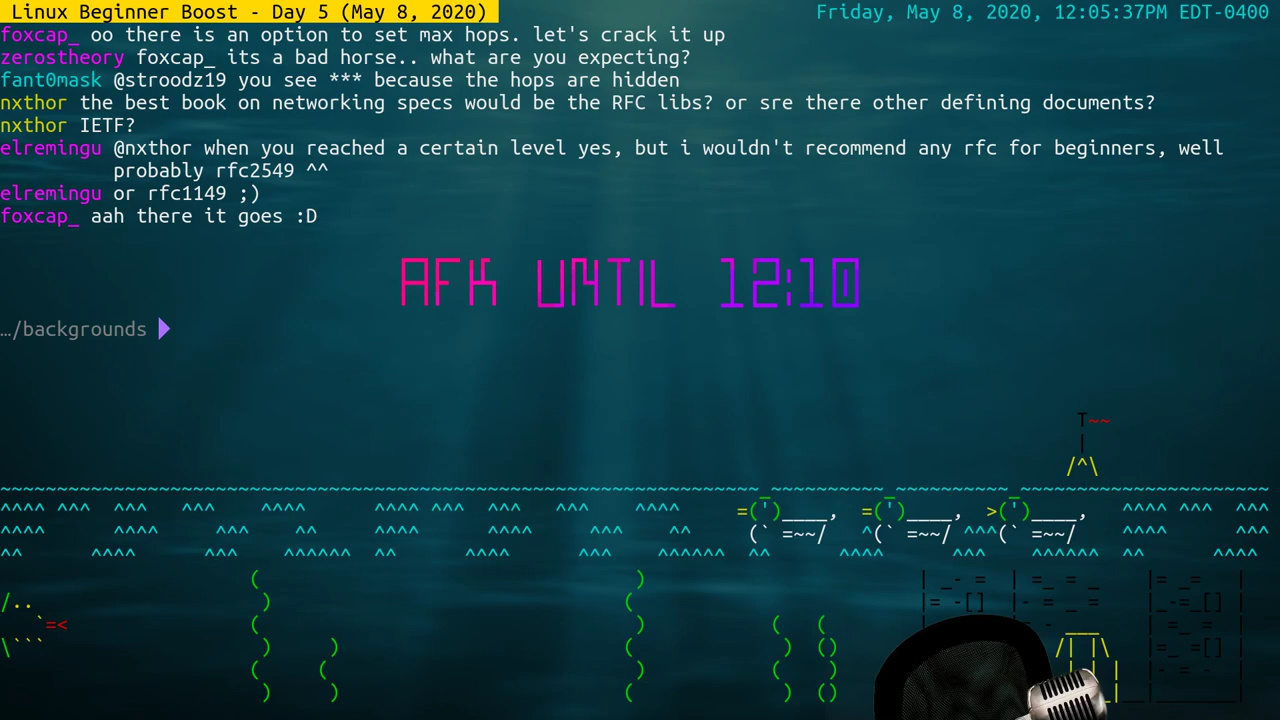 Linux Beginner Boost - Day 5 (May 8, 2020)
Friday, May 8, 2020, 12:05:37PM EDT-0400
foxcap_ oo there is an option to set max hops. let's crack it up
zerostheory foxcap_ its a bad horse.. what are you expecting?
fant0mask @stroodz19 you see *** because the hops are hidden
nxthor the best book on networking specs would be the RFC libs? or sre there other defining documents?
nxthor IETF?
elremingu @nxthor when you reached a certain level yes, but i wouldn't recommend any rfc for beginners, well
probably rfc2549 ^^
elremingu or rfc1149 ;)
foxcap_ aah there it goes :D
AFK UNTIL 12:10
…/backgrounds